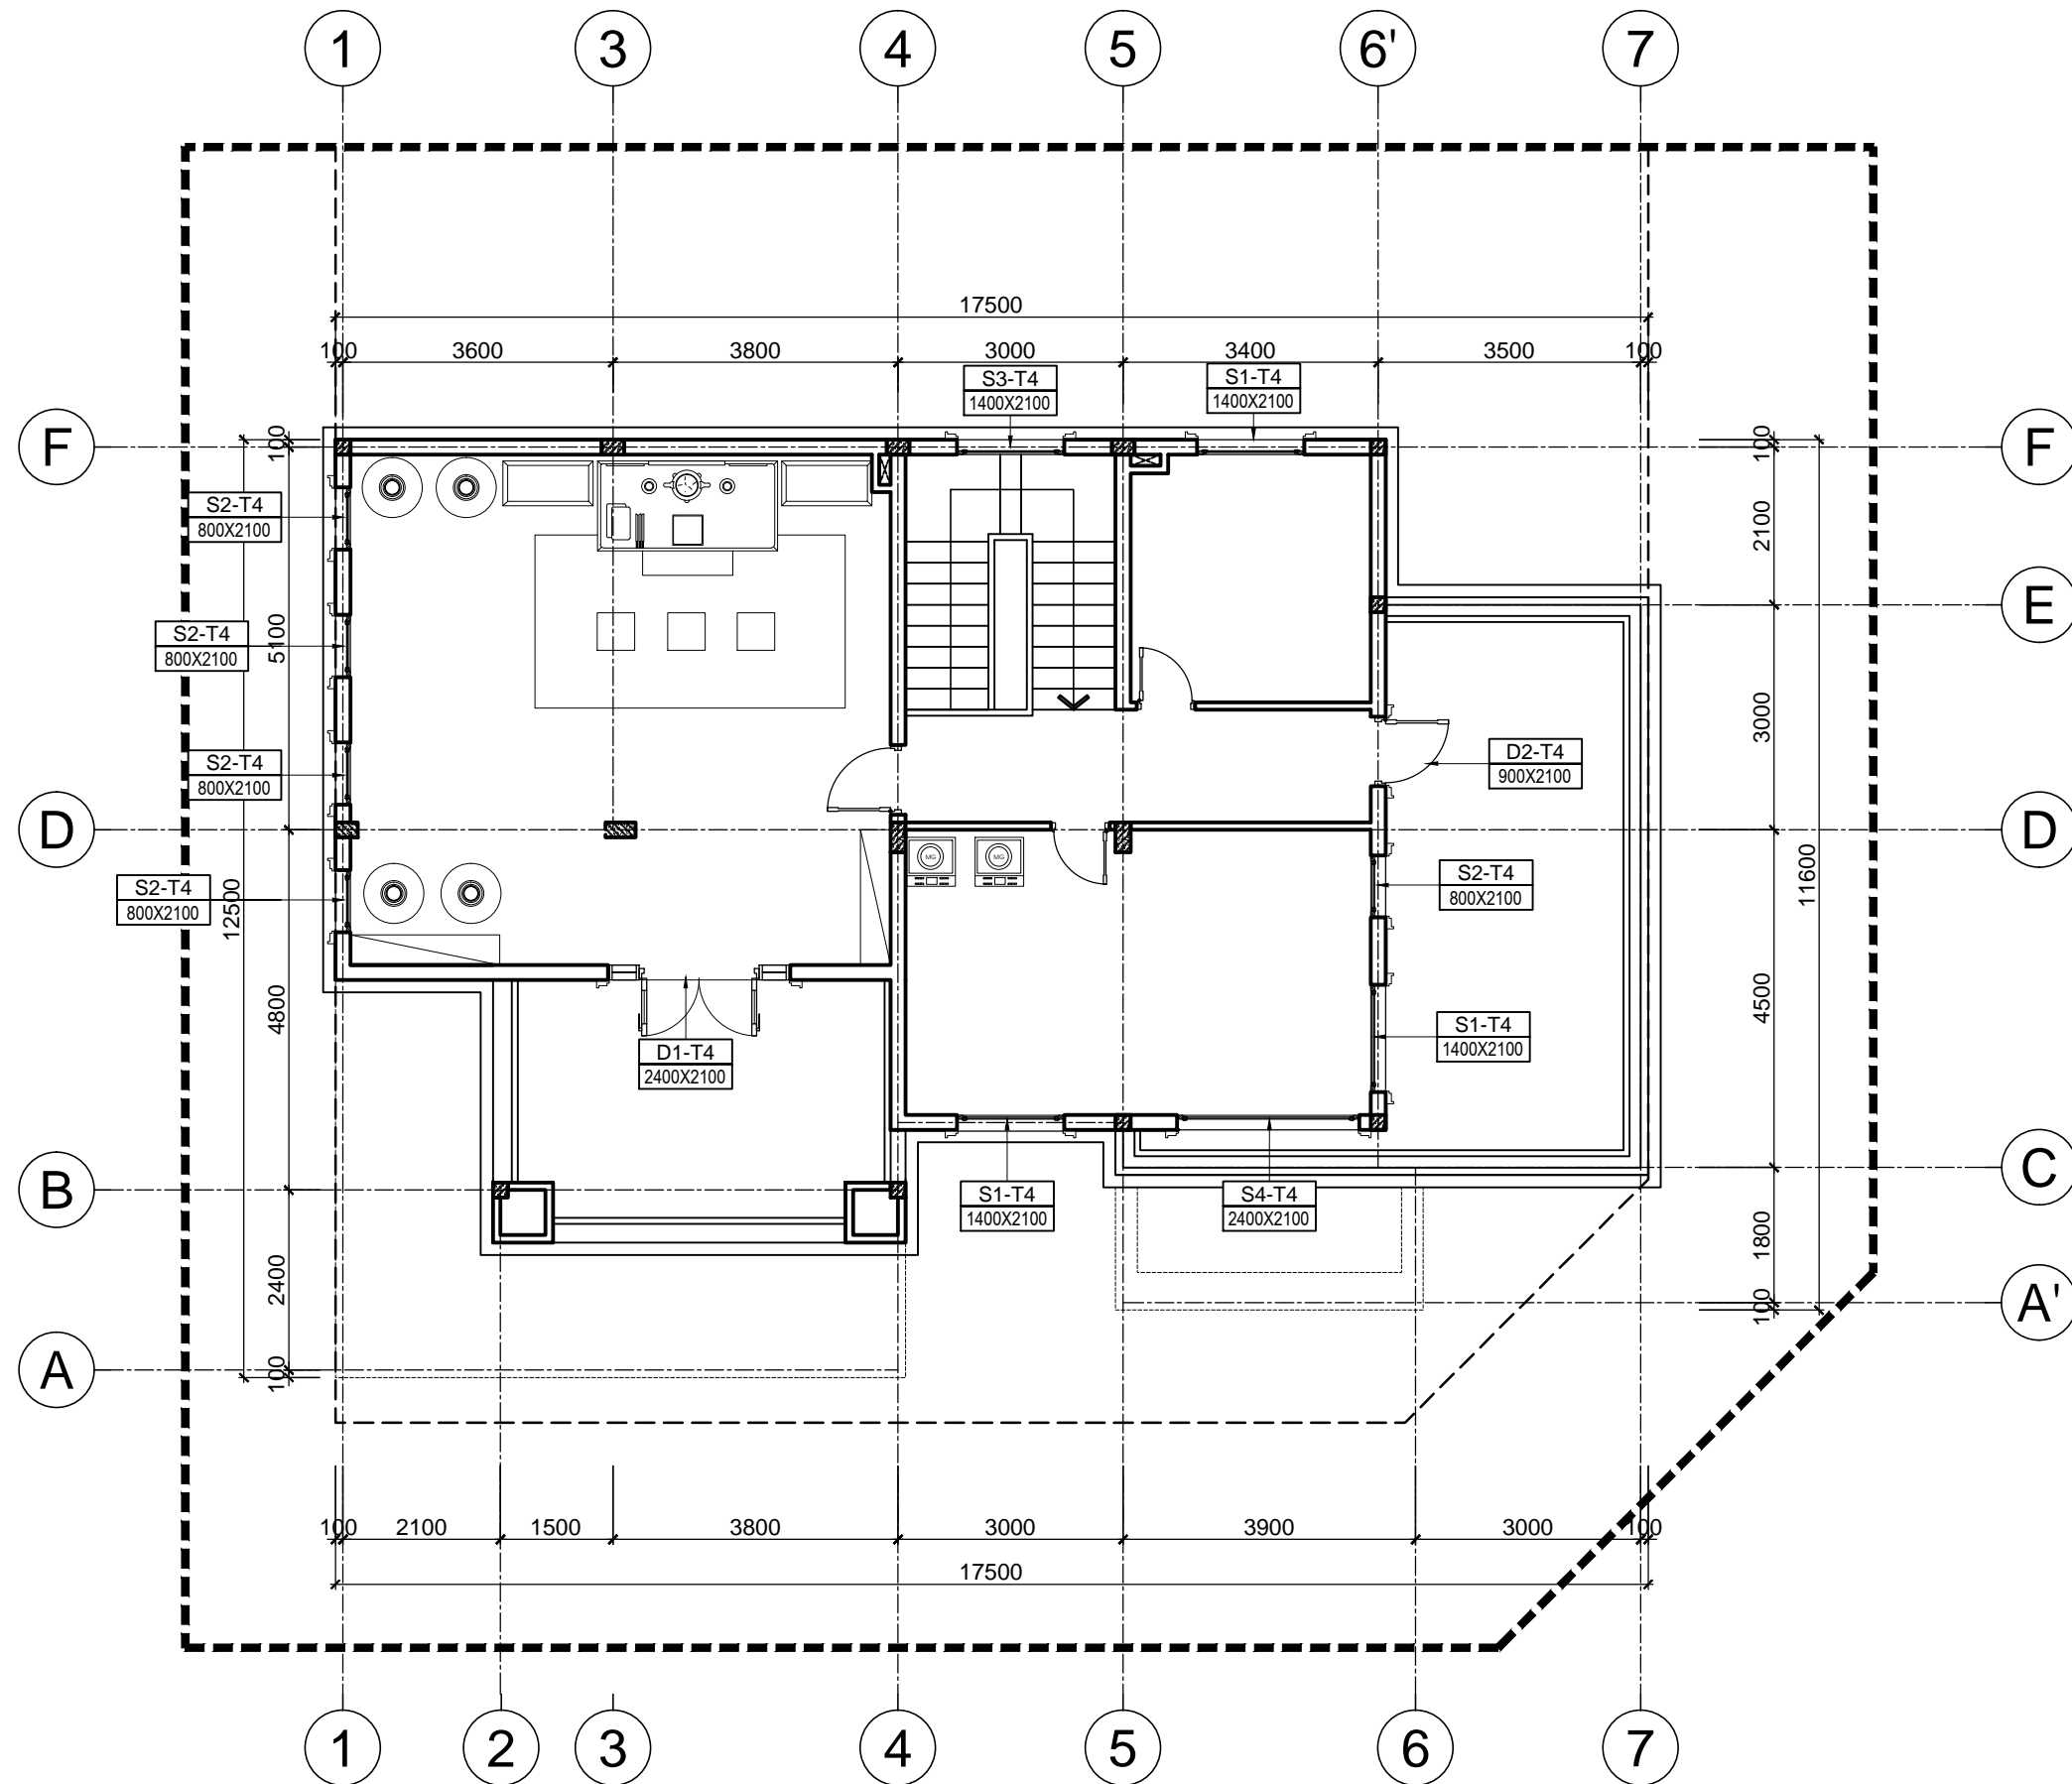 1 3 4 5 6' 7
17500
100 3600 3800 3000 3400 3500 100
S3-T4
1400X2100
S1-T4
1400X2100
F
100
100
F
S2-T4
800X2100
2100
E
S2-T4
800X2100
5100
3000
S2-T4
800X2100
D2-T4
900X2100
D
D
MG MG
S2-T4
800X2100
12500
S2-T4
800X2100
11600
4800
4500
S1-T4
1400X2100
D1-T4
2400X2100
B
S1-T4
1400X2100
S4-T4
2400X2100
C
2400
1800
100
A'
A
100
100 2100 1500 3800 3000 3900 3000 100
17500
1 2 3 4 5 6 7